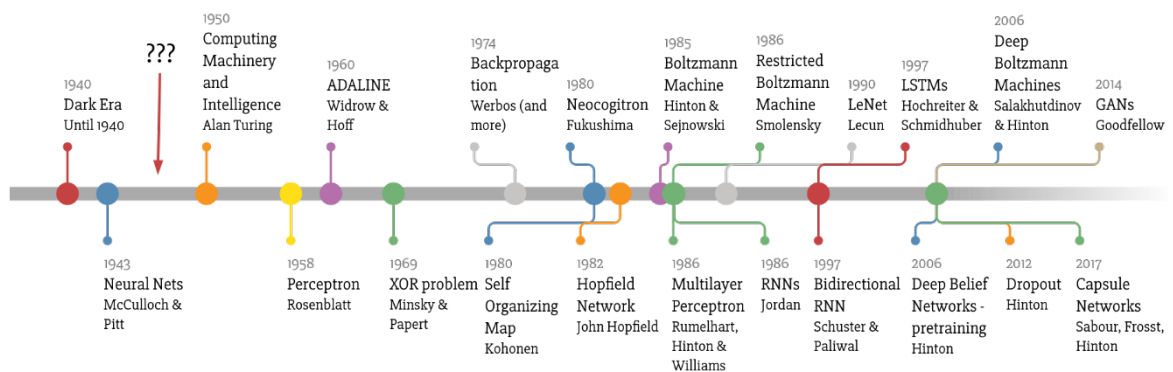 ???
1940
Dark Era
Until 1940
1950
Computing
Machinery
and
Intelligence
Alan Turing
1960
ADALINE
Widrow &
Hoff
1974
Backpropaga
tion
Werbos (and
more)
1980
Neocogitron
Fukushima
1985
Boltzmann
Machine
Hinton &
Sejnowski
1986
Restricted
Boltzmann
Machine
Smolensky
1990
LeNet
Lecun
1997
LSTMs
Hochreiter &
Schmidhuber
2006
Deep
Boltzmann
Machines
Salakhutdinov
& Hinton
2014
GANs
Goodfellow
1943
Neural Nets
McCulloch &
Pitt
1958
Perceptron
Rosenblatt
1969
XOR problem
Minsky &
Papert
1980
Self
Organizing
Map
Kohonen
1982
Hopfield
Network
John Hopfield
1986
Multilayer
Perceptron
Rumelhart,
Hinton &
Williams
1986
RNNs
Jordan
1997
Bidirectional
RNN
Schuster &
Paliwal
2006
Deep Belief
Networks -
pretraining
Hinton
2012
Dropout
Hinton
2017
Capsule
Networks
Sabour, Frosst,
Hinton